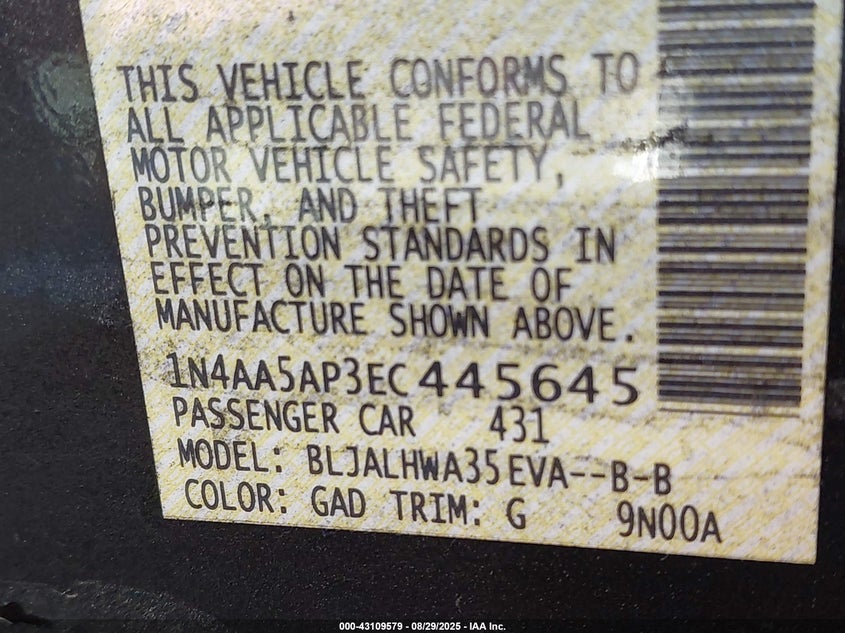 THIS VEHICLE CONFORMS TO
ALL APPLICABLE FEDERAL
MOTOR VEHICLE SAFETY,
BUMPER, AND THEFT
PREVENTION STANDARDS IN
EFFECT ON THE DATE OF
MANUFACTURE SHOWN ABOVE.
1N4AA5AP3EC445645
PASSENGER CAR 431
MODEL: BLJALHWA35EVA--B-B
COLOR: GAD TRIM: G 9N00A
000-43109579 - 08/29/2025 - IAA Inc.